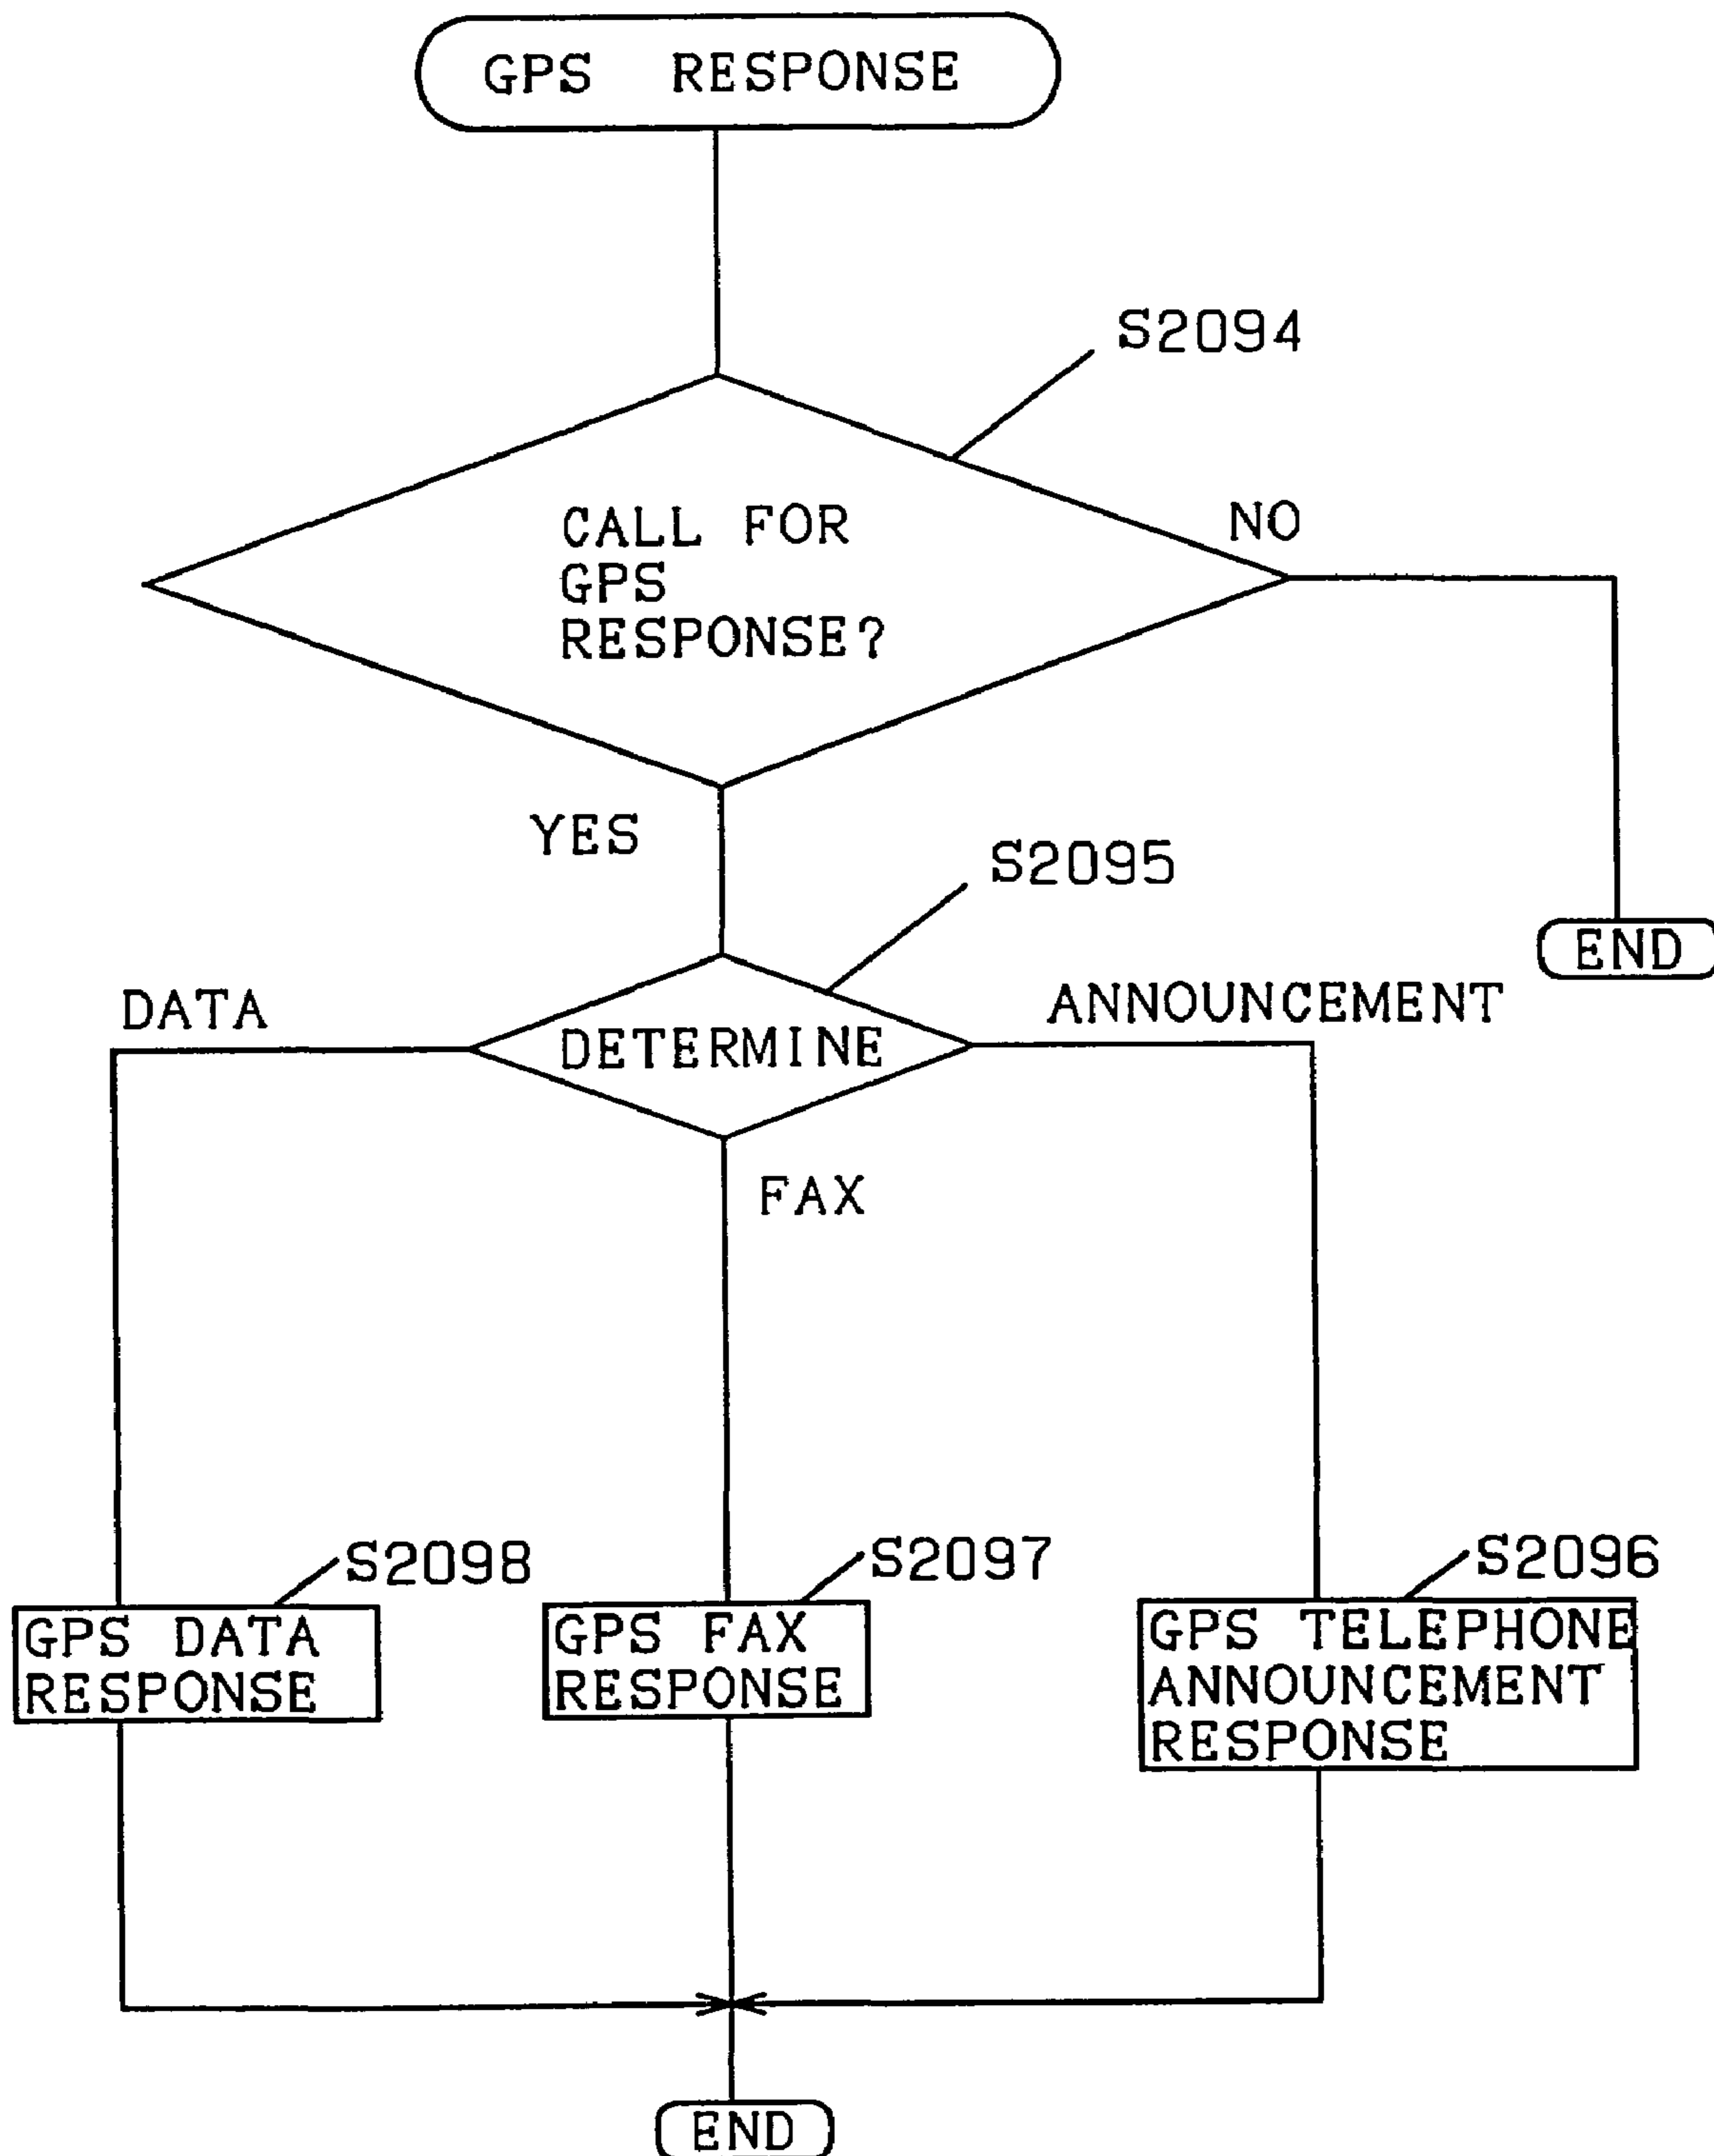 GPS RESPONSE
S2094
CALL FOR
GPS
RESPONSE?
NO
YES
S2095
END
DATA
DETERMINE
ANNOUNCEMENT
FAX
S2098
S2097
S2096
GPS DATA
RESPONSE
GPS FAX
RESPONSE
GPS TELEPHONE
ANNOUNCEMENT
RESPONSE
END